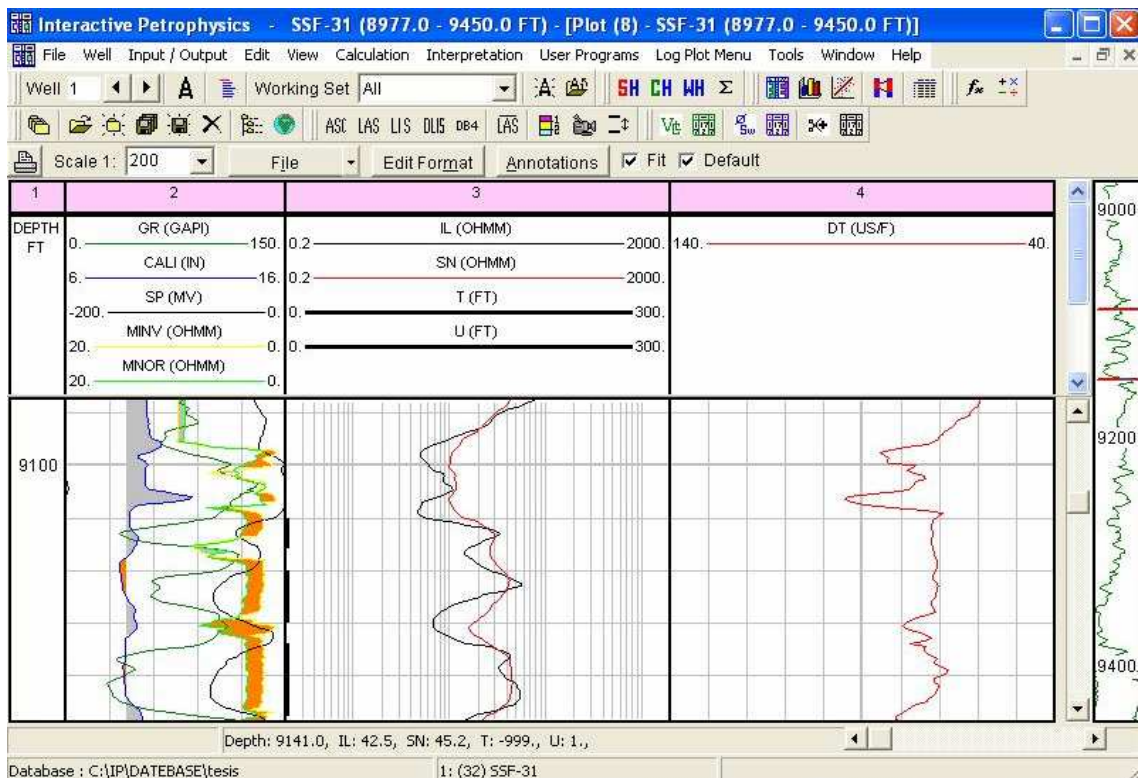 Interactive Petrophysics - SSF-31 (8977.0 - 9450.0 FT) - [Plot (8) - SSF-31 (8977.0 - 9450.0 FT)]
File Well Input / Output Edit View Calculation Interpretation User Programs Log Plot Menu Tools Window Help
Well 1 A Working Set All A SH CH WH Σ fx
ASC LAS LIS DLIS DB4 LAS Sw
Scale 1: 200 File Edit Format Annotations Fit Default
1 2 3 4
DEPTH FT
GR (GAPI)
0. 150.
CALI (IN)
6. 16.
SP (MV)
-200. 0.
MINV (OHMM)
20. 0.
MNOR (OHMM)
20. 0.
IL (OHMM)
0.2 2000.
SN (OHMM)
0.2 2000.
T (FT)
0. 300.
U (FT)
0. 300.
DT (US/F)
140. 40.
9100
9000
9200
9400
Depth: 9141.0, IL: 42.5, SN: 45.2, T: -999., U: 1.,
Database : C:\IP\DATEBASE\tesis 1: (32) SSF-31